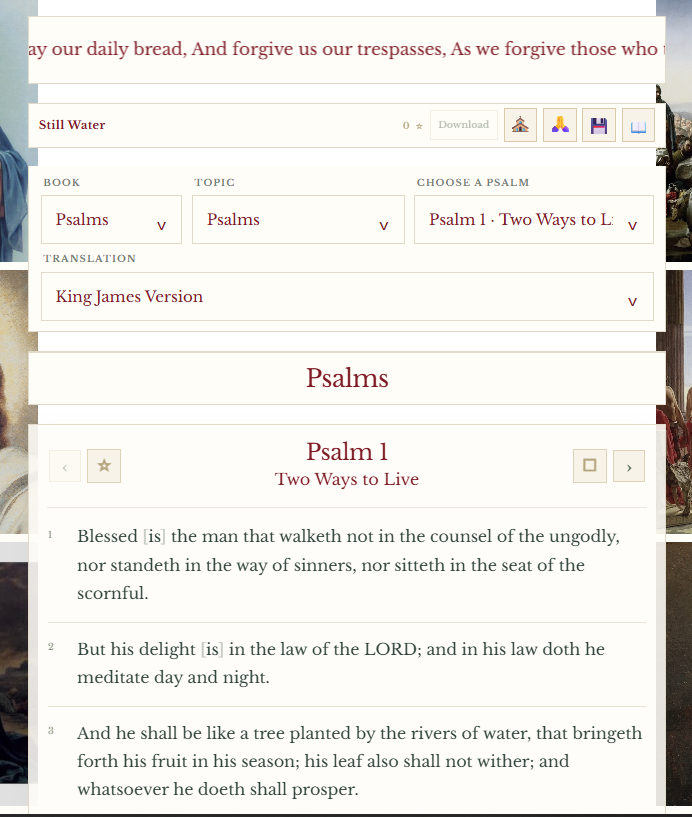 ay our daily bread, And forgive us our trespasses, As we forgive those who
Still Water
0 ☆ Download
BOOK TOPIC CHOOSE A PSALM
Psalms Psalms Psalm 1 · Two Ways to Li
TRANSLATION
King James Version
Psalms
Psalm 1
Two Ways to Live
1 Blessed [is] the man that walketh not in the counsel of the ungodly,
nor standeth in the way of sinners, nor sitteth in the seat of the
scornful.
2 But his delight [is] in the law of the LORD; and in his law doth he
meditate day and night.
3 And he shall be like a tree planted by the rivers of water, that bringeth
forth his fruit in his season; his leaf also shall not wither; and
whatsoever he doeth shall prosper.